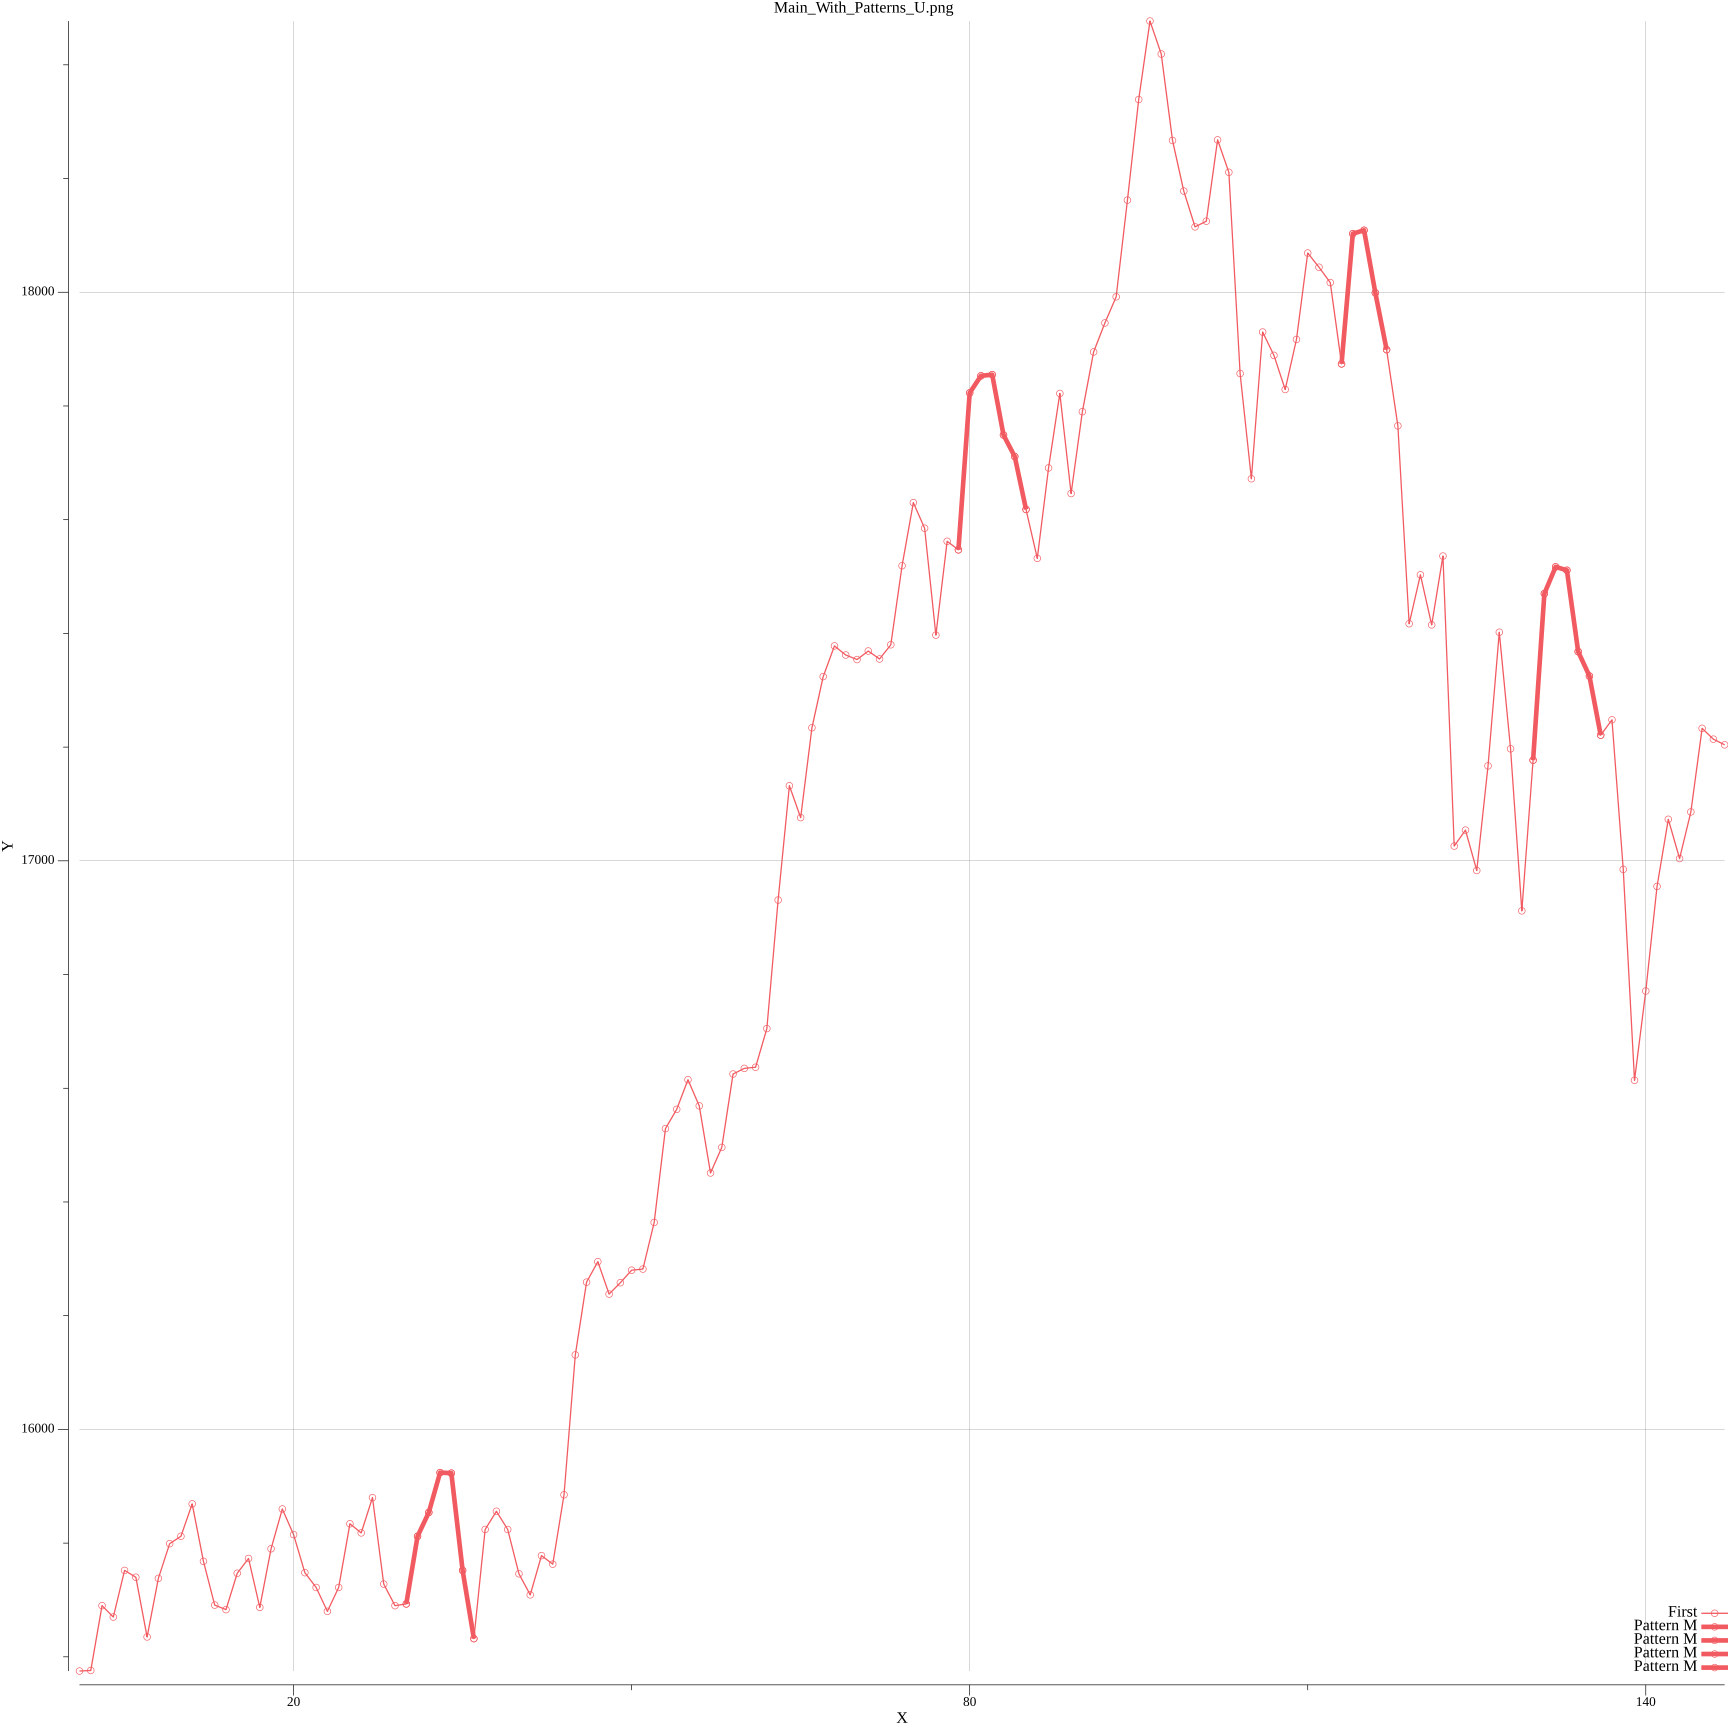 Main_With_Patterns_U.png
18000
17000
Y
16000
First
Pattern M
Pattern M
Pattern M
Pattern M
20
80
140
X